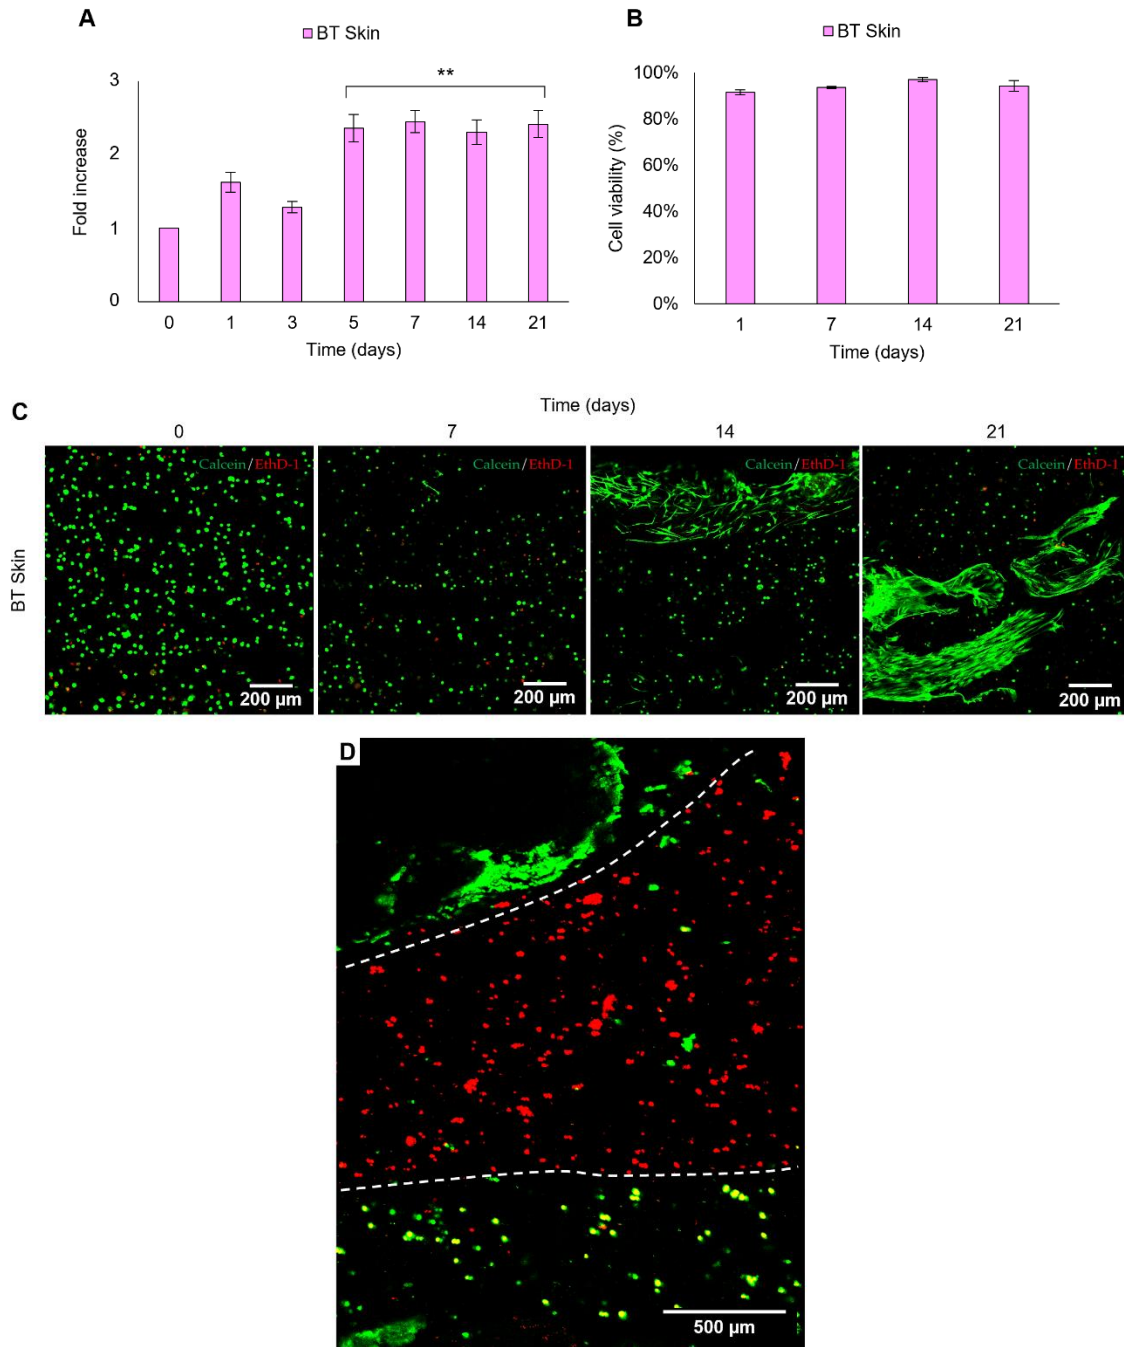 A
BT Skin
**
3
2
1
0
Fold increase
0 1 3 5 7 14 21
Time (days)
B
BT Skin
100%
80%
60%
40%
20%
0%
Cell viability (%)
1 7 14 21
Time (days)
C
Time (days)
0 7 14 21
BT Skin
Calcein/EthD-1
200 µm
Calcein/EthD-1
200 µm
Calcein/EthD-1
200 µm
Calcein/EthD-1
200 µm
D
500 µm